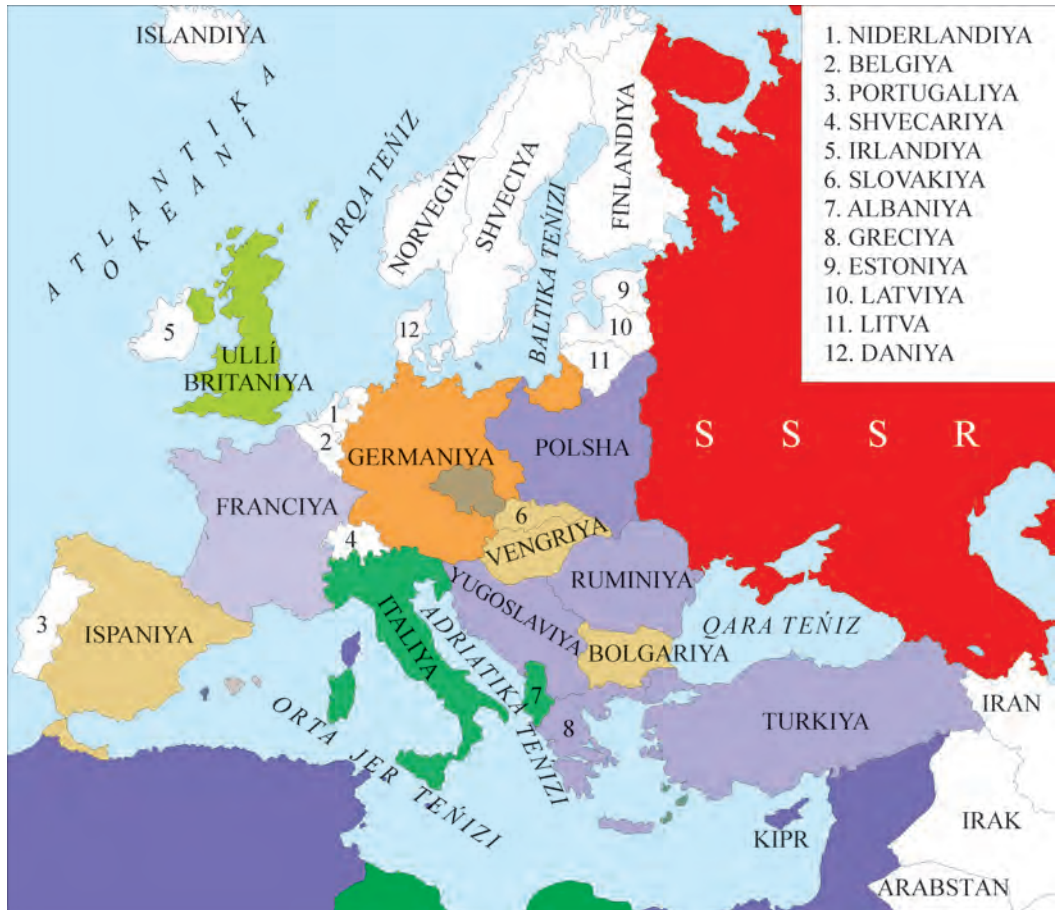 ISLANDIYA
ATLANTIKA
OKEANÍ
ARQA TEŃIZ
NORVEGIYA
SHVECIYA
FINLANDIYA
BALTIKA TEŃIZI
1. NIDERLANDIYA
2. BELGIYA
3. PORTUGALIYA
4. SHVECARIYA
5. IRLANDIYA
6. SLOVAKIYA
7. ALBANIYA
8. GRECIYA
9. ESTONIYA
10. LATVIYA
11. LITVA
12. DANIYA
9
10
11
12
5
ULLÍ
BRITANIYA
1
2
GERMANIYA
POLSHA
S S S R
FRANCIYA
4
6
VENGRIYA
RUMINIYA
YUGOSLAVIYA
3
ISPANIYA
ITALIYA
ADRIATIKA TEŃIZI
BOLGARIYA
QARA TEŃIZ
7
8
TURKIYA
IRAN
ORTA JER TEŃIZI
KIPR
IRAK
ARABSTAN